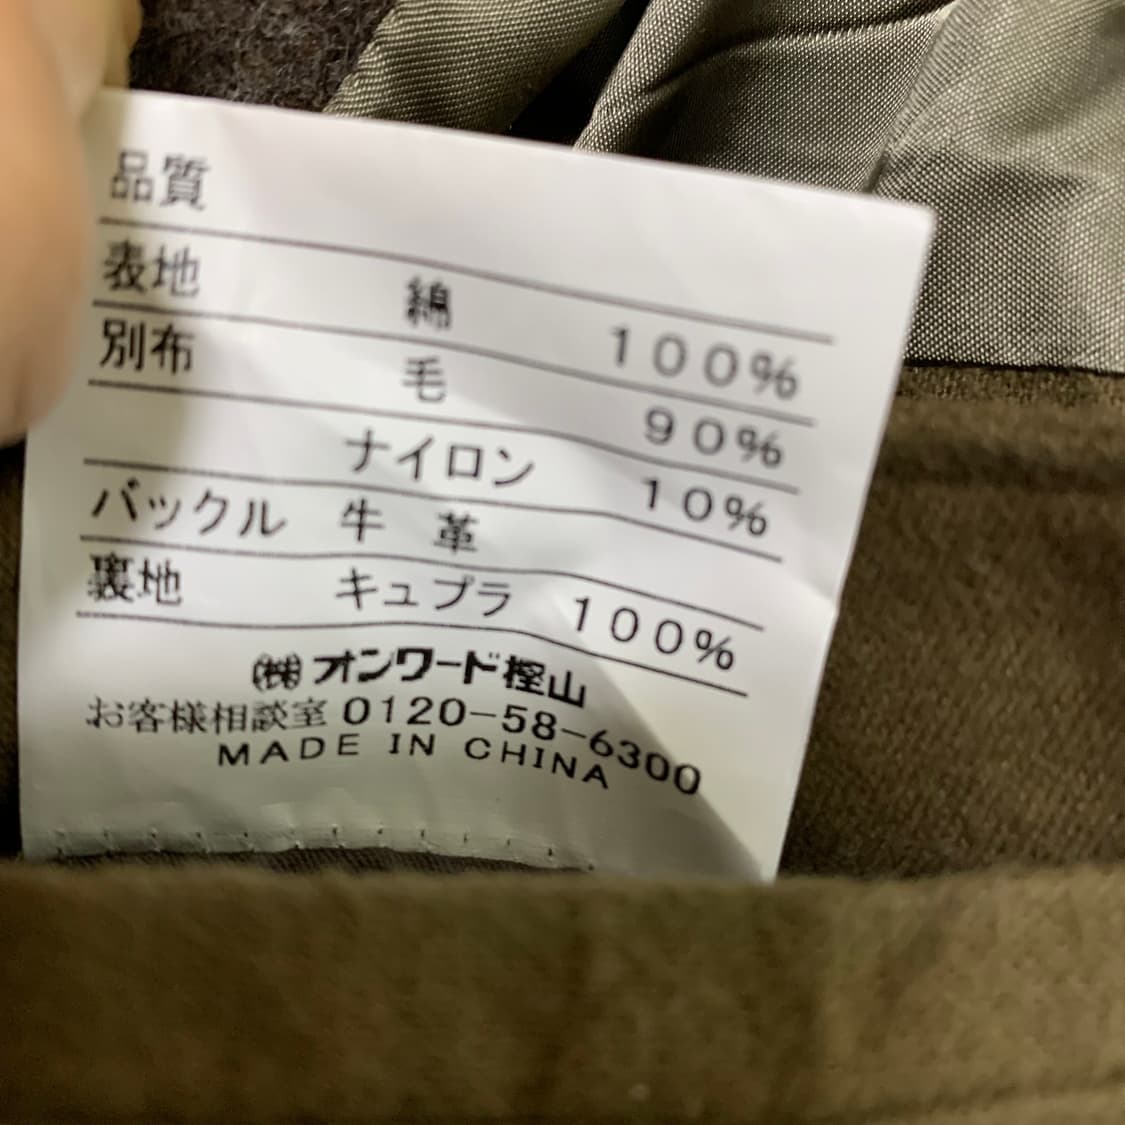 品質
表地 綿 100%
別布 毛 90%
ナイロン 10%
バックル 牛革
裏地 キュプラ 100%
㈱オンワード樫山
お客様相談室 0120-58-6300
MADE IN CHINA